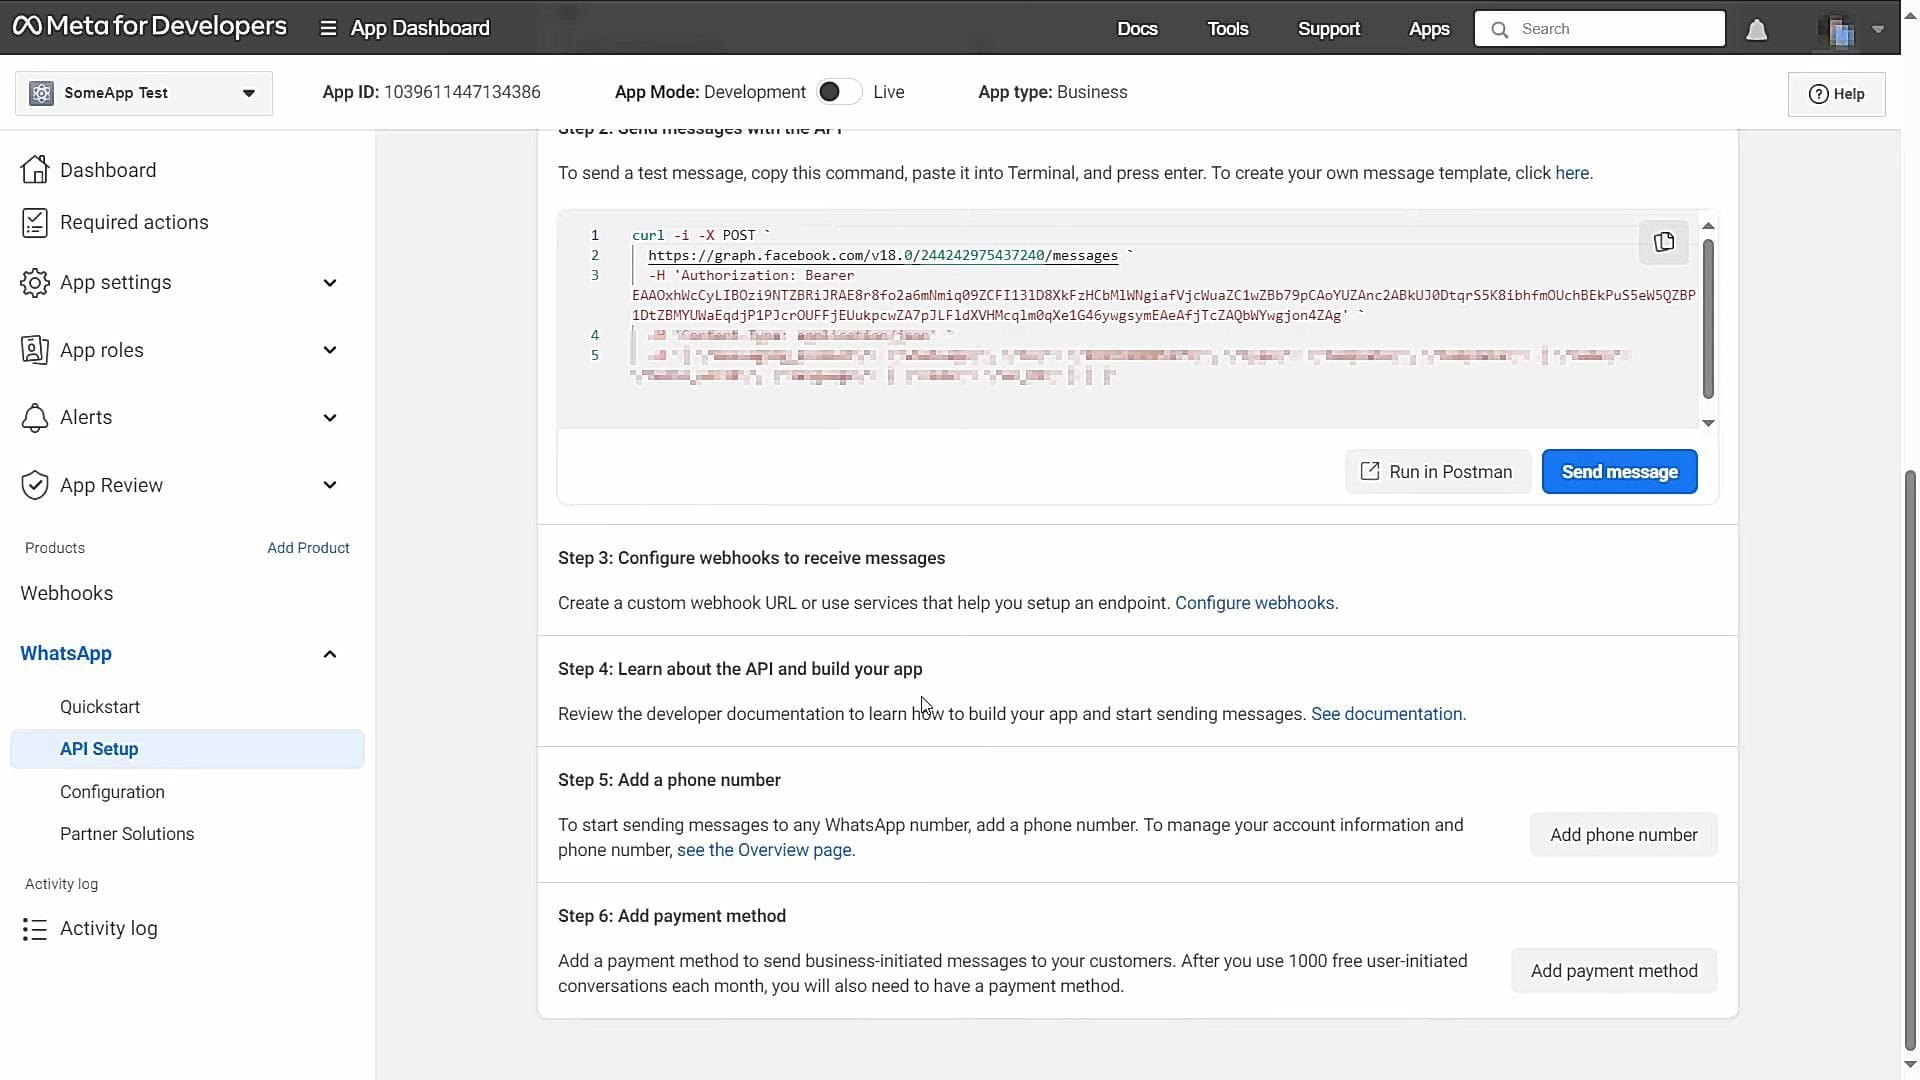 Meta for Developers
App Dashboard
Docs
Tools
Support
Apps
Search
SomeApp Test
App ID: 1039611447134386
App Mode: Development
Live
App type: Business
Help
Dashboard
Required actions
App settings
App roles
Alerts
App Review
Products
Add Product
Webhooks
WhatsApp
Quickstart
API Setup
Configuration
Partner Solutions
Activity log
Activity log
Step 2: Send messages with the API
To send a test message, copy this command, paste it into Terminal, and press enter. To create your own message template, click here.
1 curl -i -X POST `
2 https://graph.facebook.com/v18.0/244242975437240/messages `
3 -H 'Authorization: Bearer
EAAOxhWcCyLIBOzi9NTZBRiJRAE8r8fo2a6mNmiq09ZCFI13lD8XkFzHCbMlWNgiafVjcWuaZC1wZBb79pCAoYUZAnc2ABkUJ0DtqrS5K8ibhfmOUchBEkPuS5eW5QZBP
1DtZBMYUWaEqdjP1PJcrOUFFjEUukpcwZA7pJLFldXVHMcqlm0qXe1G46ywgsymEAeAfjTcZAQbWYwgjon4ZAg' `
4 -H 'Content-Type: application/json' `
5
Run in Postman
Send message
Step 3: Configure webhooks to receive messages
Create a custom webhook URL or use services that help you setup an endpoint. Configure webhooks.
Step 4: Learn about the API and build your app
Review the developer documentation to learn how to build your app and start sending messages. See documentation.
Step 5: Add a phone number
To start sending messages to any WhatsApp number, add a phone number. To manage your account information and
phone number, see the Overview page.
Add phone number
Step 6: Add payment method
Add a payment method to send business-initiated messages to your customers. After you use 1000 free user-initiated
conversations each month, you will also need to have a payment method.
Add payment method